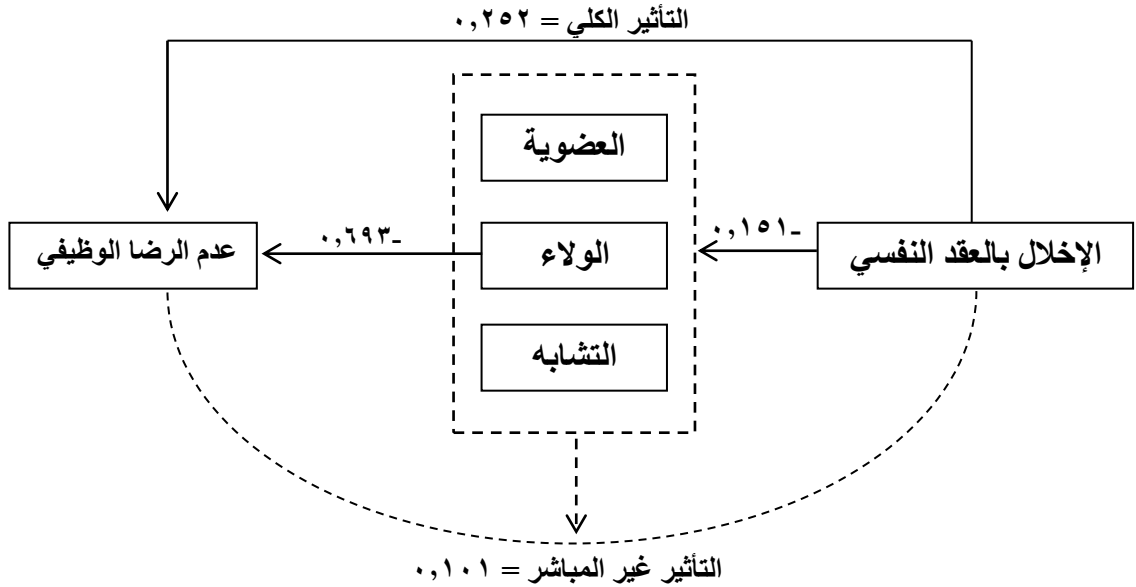 التأثير الكلي = ٠,٢٥٢
العضوية
الإخلال بالعقد النفسي
-٠,١٥١
الولاء
-٠,٦٩٣
عدم الرضا الوظيفي
التشابه
التأثير غير المباشر = ٠,١٠١